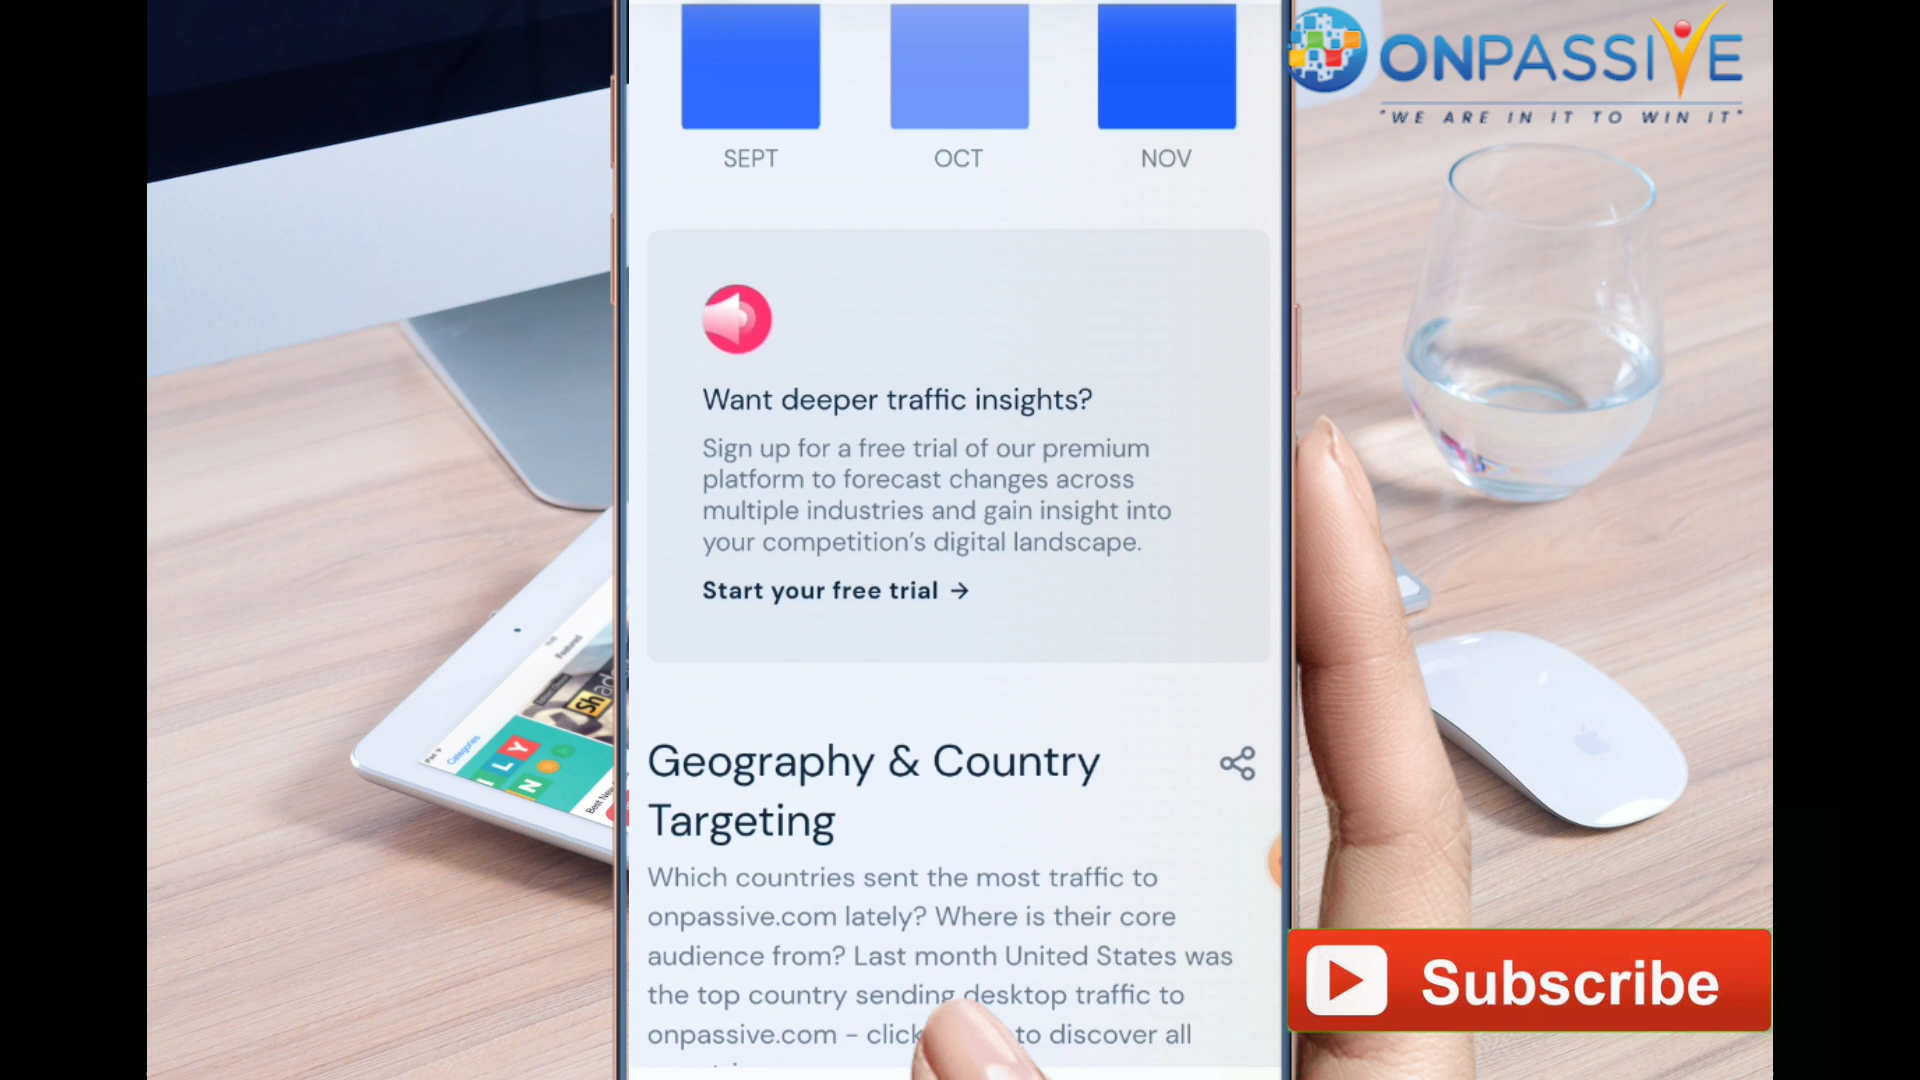 ONPASSIVE
"WE ARE IN IT TO WIN IT"
SEPT OCT NOV
Want deeper traffic insights?
Sign up for a free trial of our premium
platform to forecast changes across
multiple industries and gain insight into
your competition's digital landscape.
Start your free trial →
Geography & Country
Targeting
Which countries sent the most traffic to
onpassive.com lately? Where is their core
audience from? Last month United States was
the top country sending desktop traffic to
onpassive.com - click to discover all
Categories
Featured
Subscribe